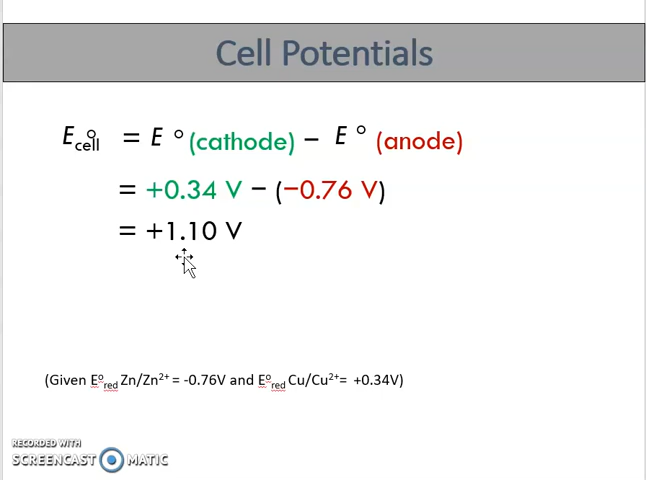 Cell Potentials
E°cell = E °(cathode) − E ° (anode)
= +0.34 V − (−0.76 V)
= +1.10 V
(Given E°red Zn/Zn²⁺ = -0.76V and E°red Cu/Cu²⁺= +0.34V)
RECORDED WITH
SCREENCAST MATIC